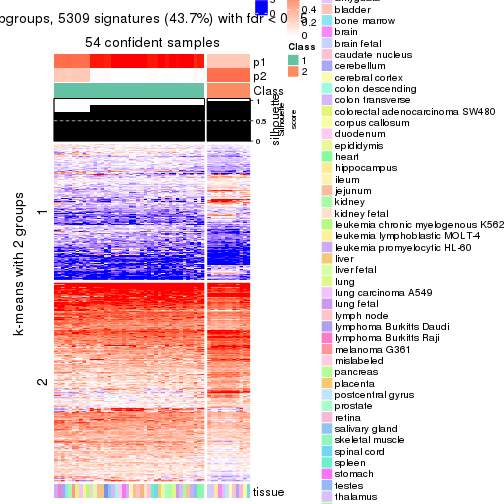 ogroups, 5309 signatures (43.7%) with fdr < 0.05
54 confident samples
p1
p2
Class
1
0.5
0
silhouette
score
k-means with 2 groups
1
2
tissue
0
0.4
0.2
0
Class
1
2
bladder
bone marrow
brain
brain fetal
caudate nucleus
cerebellum
cerebral cortex
colon descending
colon transverse
colorectal adenocarcinoma SW480
corpus callosum
duodenum
epididymis
heart
hippocampus
ileum
jejunum
kidney
kidney fetal
leukemia chronic myelogenous K562
leukemia lymphoblastic MOLT-4
leukemia promyelocytic HL-60
liver
liver fetal
lung
lung carcinoma A549
lung fetal
lymph node
lymphoma Burkitts Daudi
lymphoma Burkitts Raji
melanoma G361
mislabeled
pancreas
placenta
postcentral gyrus
prostate
retina
salivary gland
skeletal muscle
spinal cord
spleen
stomach
testes
thalamus